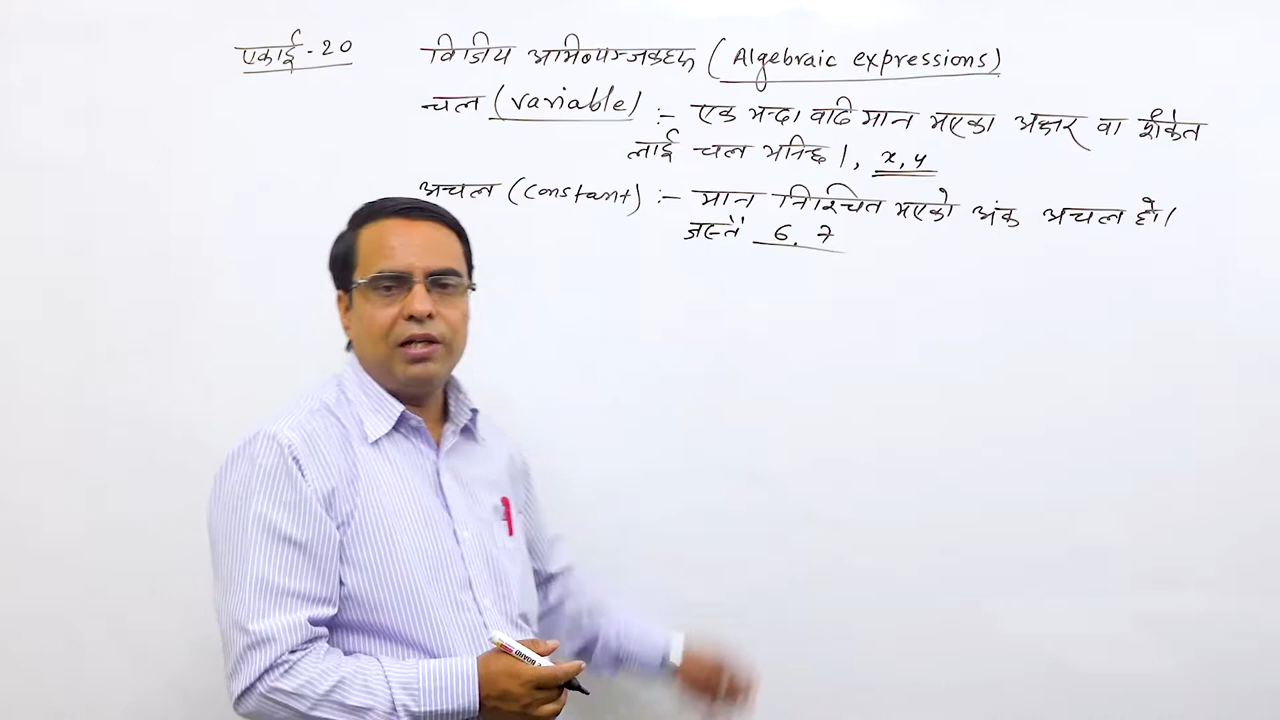 एकाई - 20 विजिय अभिव्यञ्जकहरू (Algebraic expressions)
चल (variable) :- एक भन्दा बढि मान भएका अक्षर वा संकेत
लाई चल भनिन्छ ।, x, y
अचल (constant) :- मान निश्चित भएको अंक अचल हो ।
जस्तै 6, 7